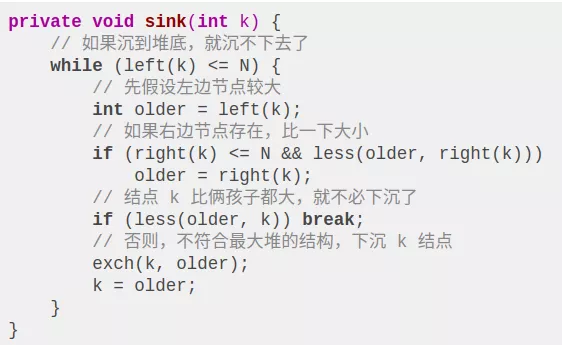 private void sink(int k) {
    // 如果沉到堆底，就沉不下去了
    while (left(k) <= N) {
        // 先假设左边节点较大
        int older = left(k);
        // 如果右边节点存在，比一下大小
        if (right(k) <= N && less(older, right(k)))
            older = right(k);
        // 结点 k 比俩孩子都大，就不必下沉了
        if (less(older, k)) break;
        // 否则，不符合最大堆的结构，下沉 k 结点
        exch(k, older);
        k = older;
    }
}